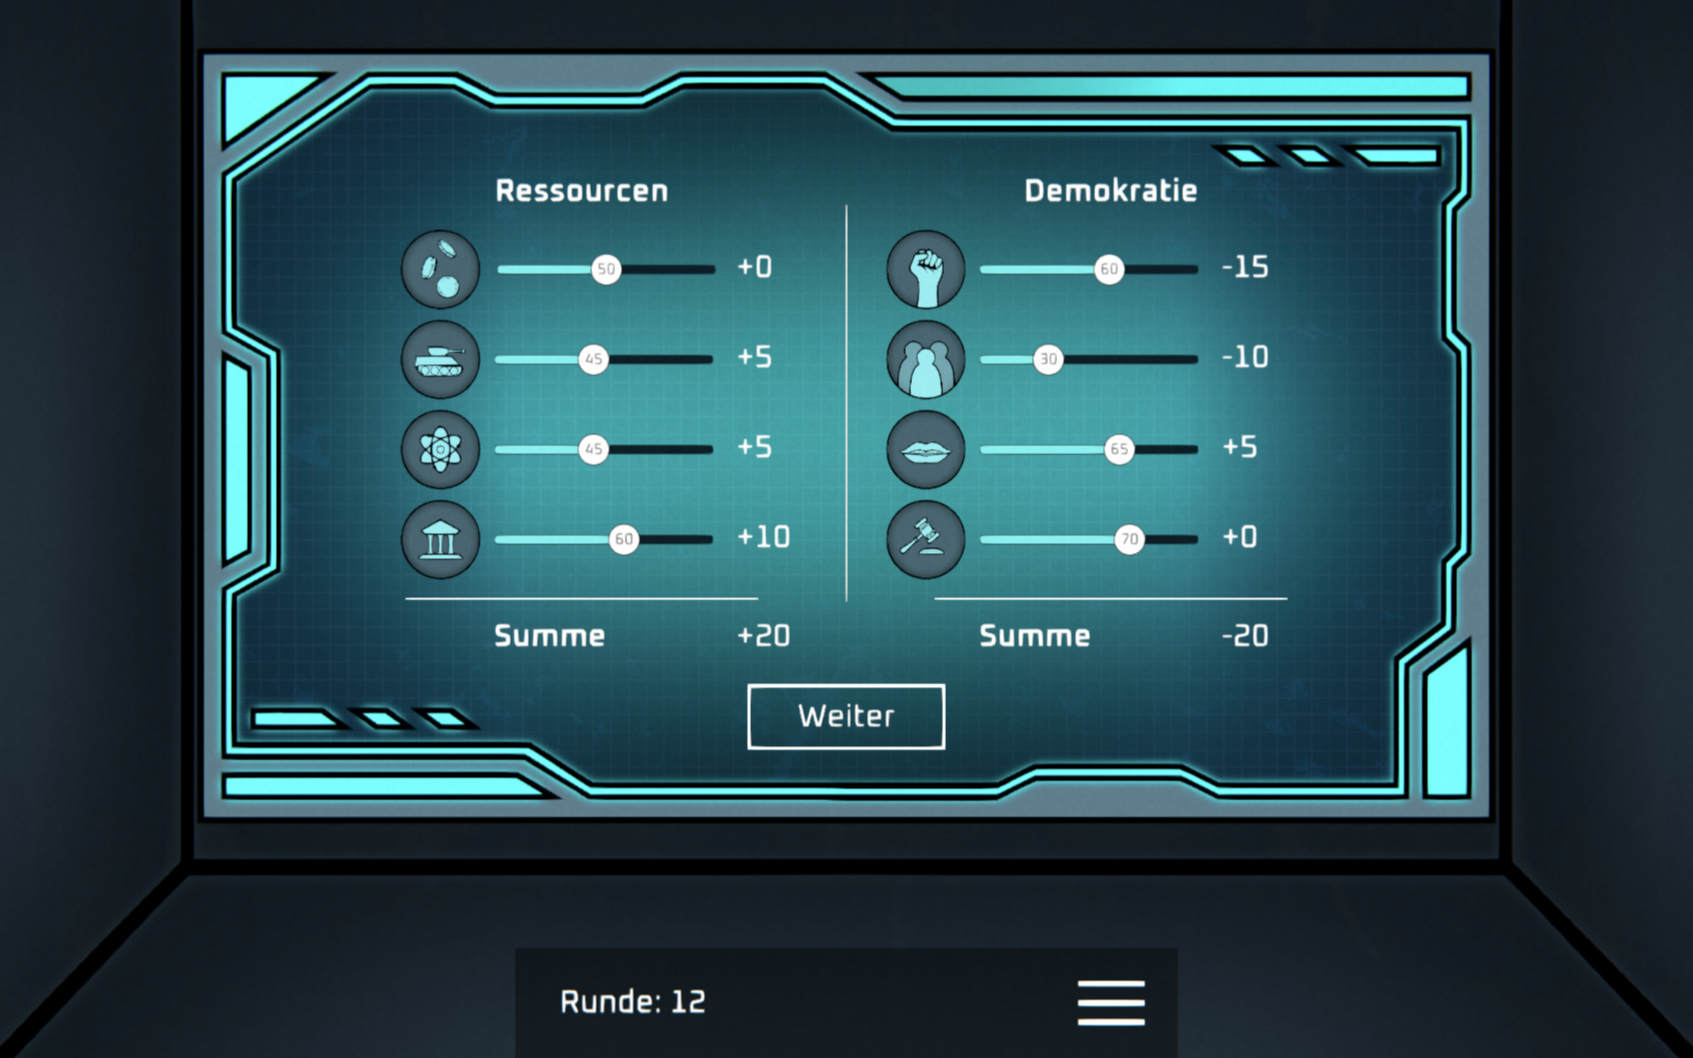 Ressourcen
50 +0
45 +5
45 +5
60 +10
Summe +20
Demokratie
60 -15
30 -10
65 +5
70 +0
Summe -20
Weiter
Runde: 12